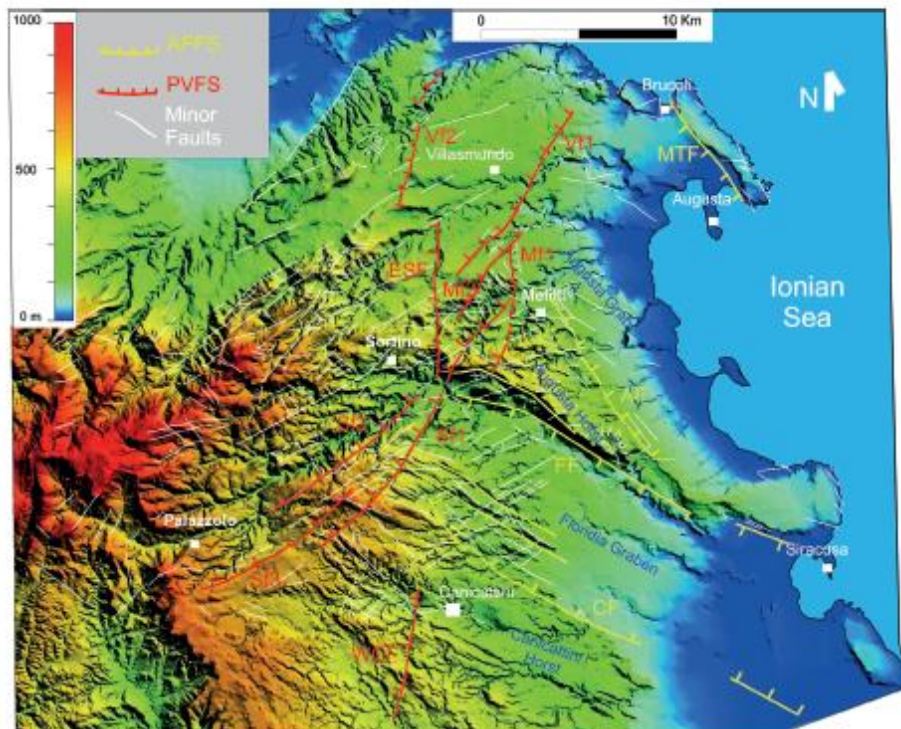 1000
500
0 m
AFFS
PVFS
Minor
Faults
0
10 Km
N
Brucoli
MTF
Augusta
Vf2
Vf1
Villasmundo
ESF
Mf1
Melilli
Sortino
Ionian
Sea
FF
Palazzolo
Floridia Graben
Siracusa
Canicattini
CF
Canicattini
Horst